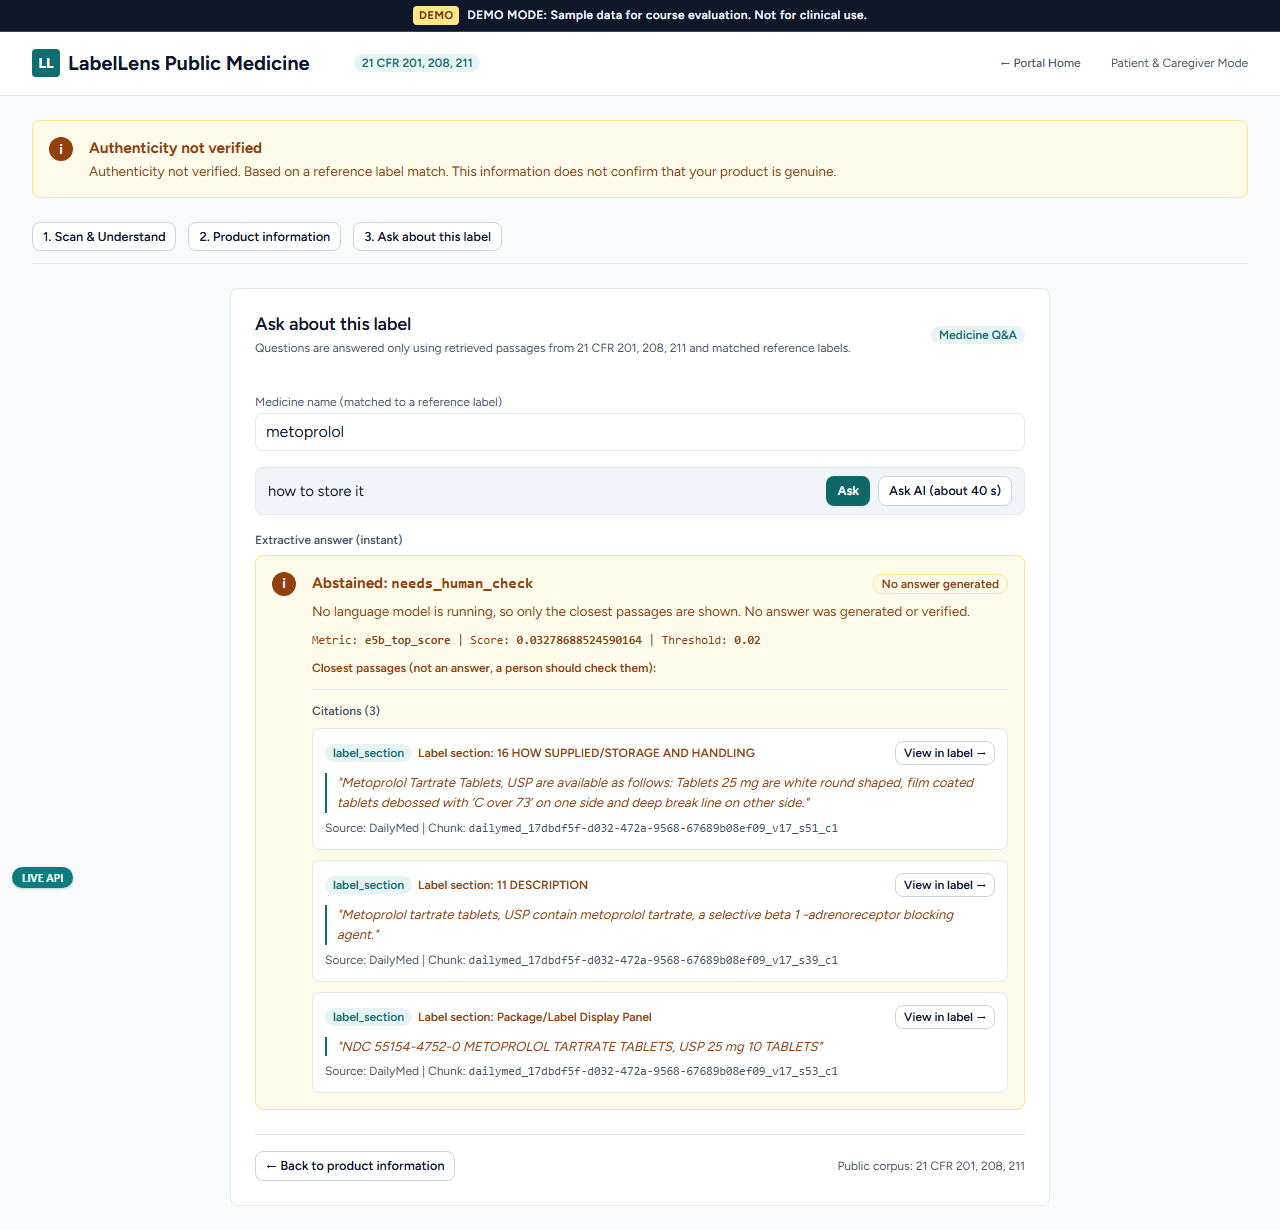 DEMO DEMO MODE: Sample data for course evaluation. Not for clinical use.
LL LabelLens Public Medicine 21 CFR 201, 208, 211 ← Portal Home Patient & Caregiver Mode
i Authenticity not verified
Authenticity not verified. Based on a reference label match. This information does not confirm that your product is genuine.
1. Scan & Understand 2. Product information 3. Ask about this label
Ask about this label
Medicine Q&A
Questions are answered only using retrieved passages from 21 CFR 201, 208, 211 and matched reference labels.
Medicine name (matched to a reference label)
metoprolol
how to store it Ask Ask AI (about 40 s)
Extractive answer (instant)
i Abstained: needs_human_check No answer generated
No language model is running, so only the closest passages are shown. No answer was generated or verified.
Metric: e5b_top_score | Score: 0.03278688524590164 | Threshold: 0.02
Closest passages (not an answer, a person should check them):
Citations (3)
label_section Label section: 16 HOW SUPPLIED/STORAGE AND HANDLING View in label →
"Metoprolol Tartrate Tablets, USP are available as follows: Tablets 25 mg are white round shaped, film coated
tablets debossed with ‘C over 73’ on one side and deep break line on other side."
Source: DailyMed | Chunk: dailymed_17dbdf5f-d032-472a-9568-67689b08ef09_v17_s51_c1
LIVE API
label_section Label section: 11 DESCRIPTION View in label →
"Metoprolol tartrate tablets, USP contain metoprolol tartrate, a selective beta 1 -adrenoreceptor blocking
agent."
Source: DailyMed | Chunk: dailymed_17dbdf5f-d032-472a-9568-67689b08ef09_v17_s39_c1
label_section Label section: Package/Label Display Panel View in label →
"NDC 55154-4752-0 METOPROLOL TARTRATE TABLETS, USP 25 mg 10 TABLETS"
Source: DailyMed | Chunk: dailymed_17dbdf5f-d032-472a-9568-67689b08ef09_v17_s53_c1
← Back to product information Public corpus: 21 CFR 201, 208, 211